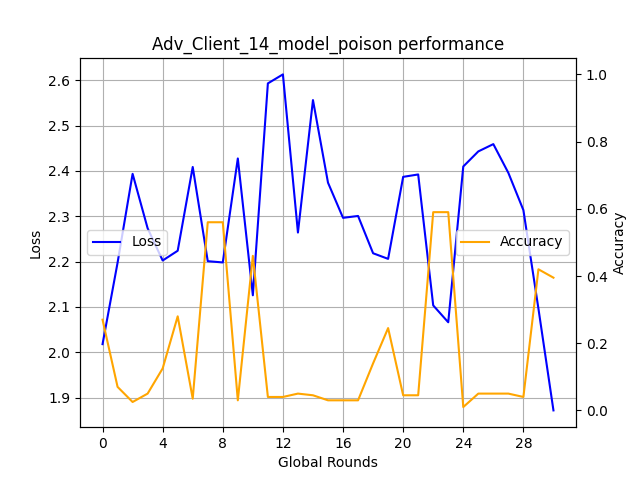 Adv_Client_14_model_poison performance
2.6
2.5
2.4
2.3
2.2
2.1
2.0
1.9
Loss
Loss
Accuracy
1.0
0.8
0.6
0.4
0.2
0.0
Accuracy
0 4 8 12 16 20 24 28
Global Rounds